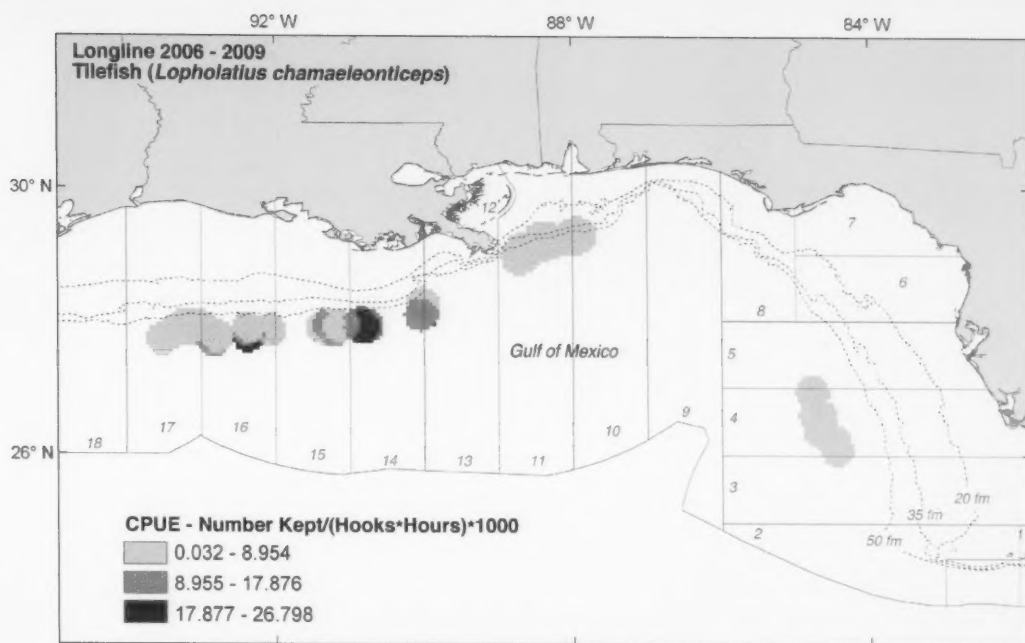 92° W 88° W 84° W
Longline 2006 - 2009
Tilefish (Lopholatius chamaeleonticeps)
30° N
12
7
6
8
Gulf of Mexico
5
4
9
10
17 16
18
26° N
15 14 13 11
3
20 fm
35 fm
50 fm
2
1
CPUE - Number Kept/(Hooks*Hours)*1000
0.032 - 8.954
8.955 - 17.876
17.877 - 26.798